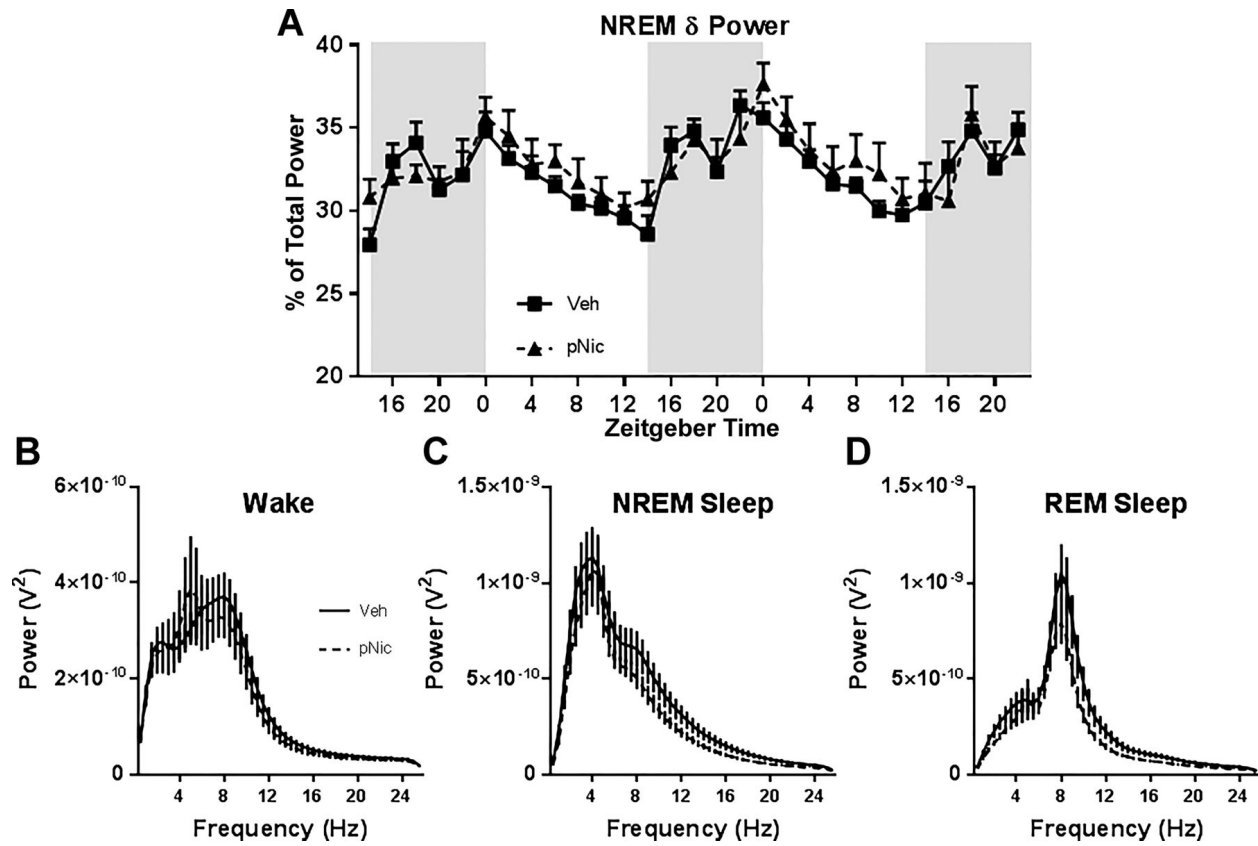 A
NREM δ Power
40
35
30
25
20
% of Total Power
Veh
pNic
16 20 0 4 8 12 16 20 0 4 8 12 16 20
Zeitgeber Time
B
Wake
6×10⁻¹⁰
4×10⁻¹⁰
2×10⁻¹⁰
0
Power (V²)
Veh
pNic
4 8 12 16 20 24
Frequency (Hz)
C
NREM Sleep
1.5×10⁻⁹
1×10⁻⁹
5×10⁻¹⁰
0
Power (V²)
4 8 12 16 20 24
Frequency (Hz)
D
REM Sleep
1.5×10⁻⁹
1×10⁻⁹
5×10⁻¹⁰
0
Power (V²)
4 8 12 16 20 24
Frequency (Hz)